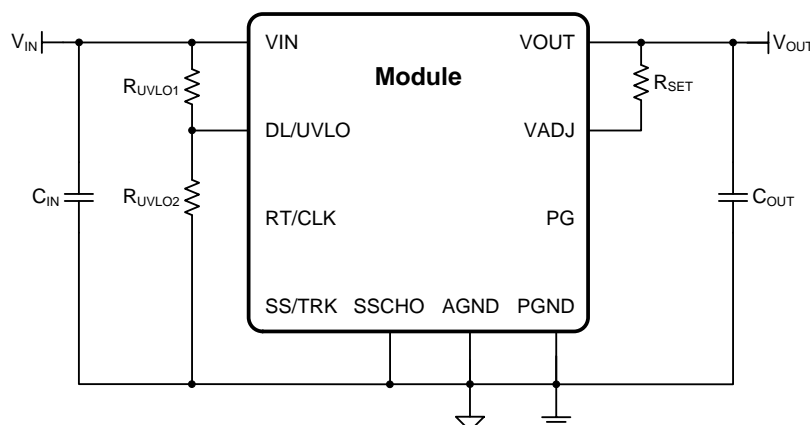 VIN VIN VOUT VOUT
Module
RUVLO1 RSET
DL/UVLO VADJ
CIN RUVLO2 COUT
RT/CLK PG
SS/TRK SSCHO AGND PGND